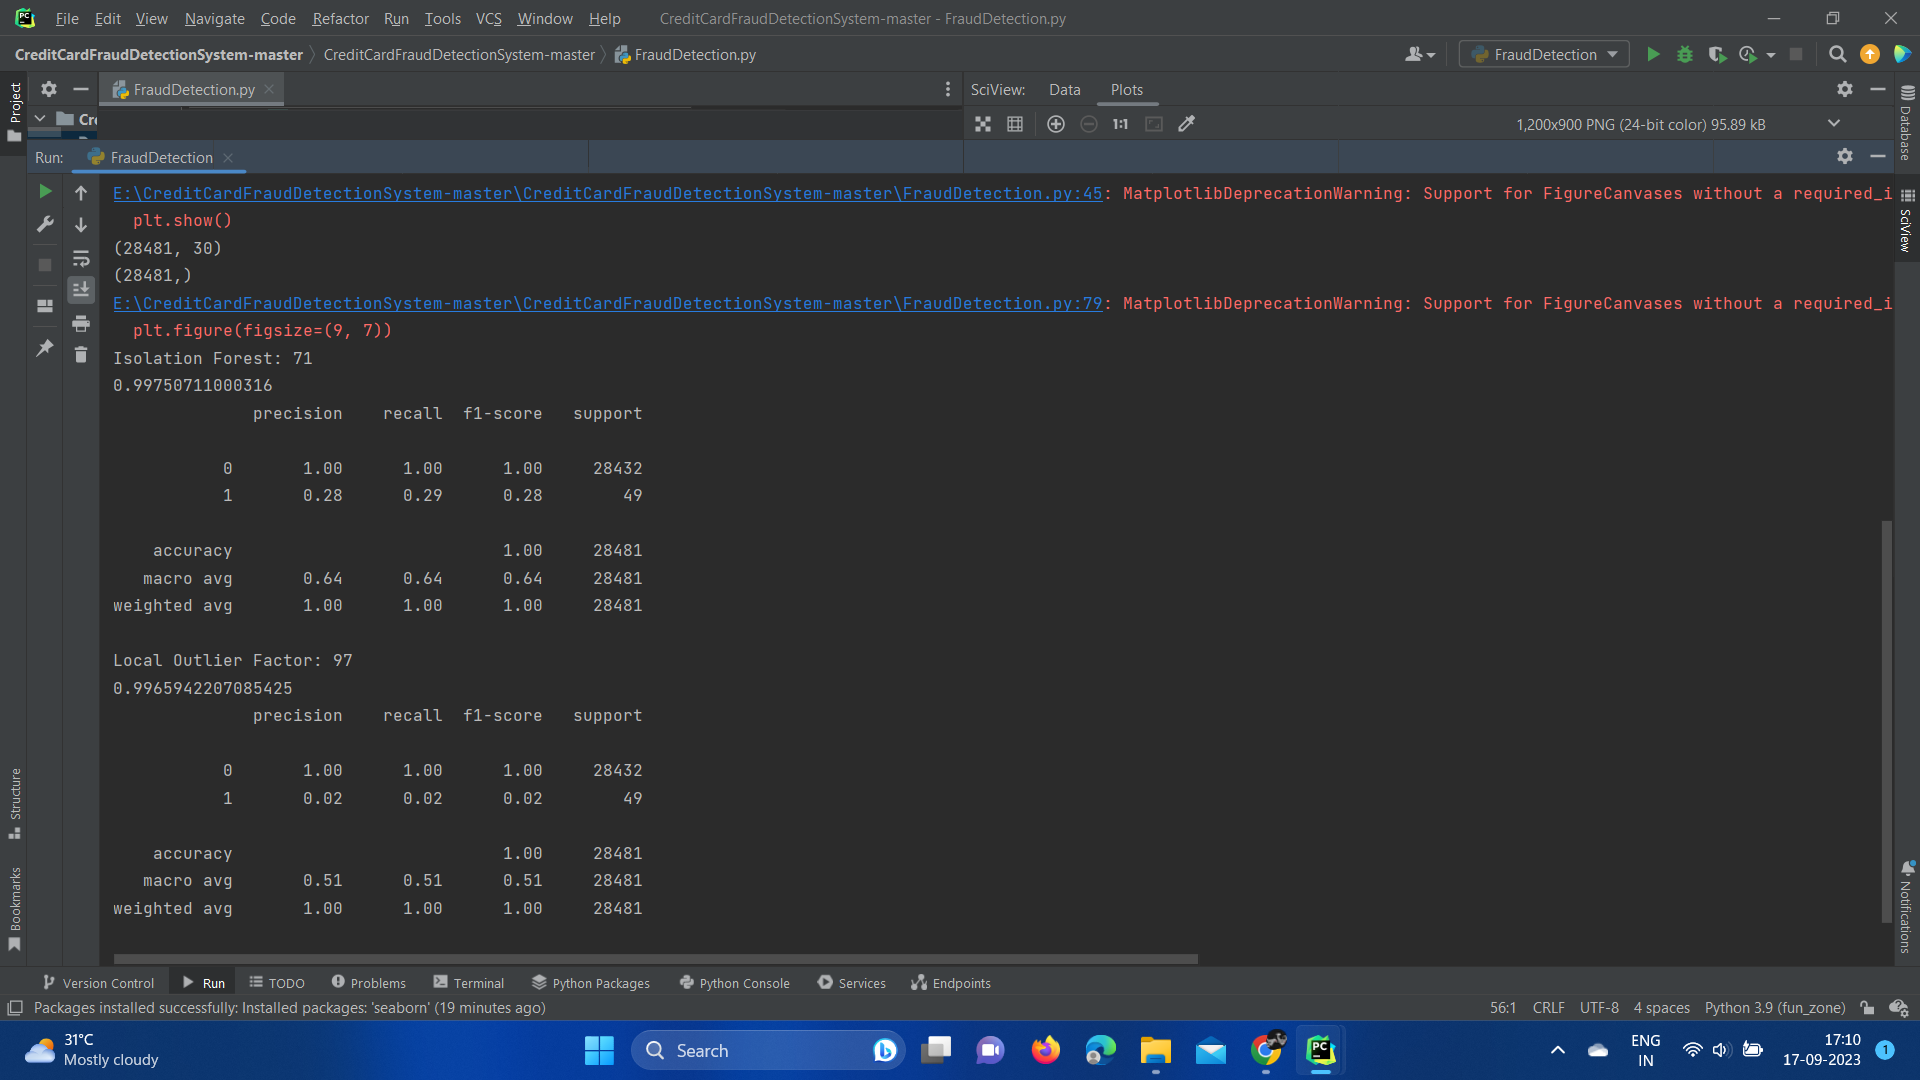 PC File Edit View Navigate Code Refactor Run Tools VCS Window Help CreditCardFraudDetectionSystem-master - FraudDetection.py
CreditCardFraudDetectionSystem-master CreditCardFraudDetectionSystem-master FraudDetection.py FraudDetection
Project
Cre
FraudDetection.py
SciView: Data Plots
1:1 1,200x900 PNG (24-bit color) 95.89 kB
Database
Run: FraudDetection
SciView
E:\CreditCardFraudDetectionSystem-master\CreditCardFraudDetectionSystem-master\FraudDetection.py:45: MatplotlibDeprecationWarning: Support for FigureCanvases without a required_i
plt.show()
(28481, 30)
(28481,)
E:\CreditCardFraudDetectionSystem-master\CreditCardFraudDetectionSystem-master\FraudDetection.py:79: MatplotlibDeprecationWarning: Support for FigureCanvases without a required_i
plt.figure(figsize=(9, 7))
Isolation Forest: 71
0.99750711000316
precision recall f1-score support
0 1.00 1.00 1.00 28432
1 0.28 0.29 0.28 49
accuracy 1.00 28481
macro avg 0.64 0.64 0.64 28481
weighted avg 1.00 1.00 1.00 28481
Local Outlier Factor: 97
0.9965942207085425
precision recall f1-score support
0 1.00 1.00 1.00 28432
1 0.02 0.02 0.02 49
accuracy 1.00 28481
macro avg 0.51 0.51 0.51 28481
weighted avg 1.00 1.00 1.00 28481
Structure
Bookmarks
Notifications
Version Control Run TODO Problems Terminal Python Packages Python Console Services Endpoints
Packages installed successfully: Installed packages: 'seaborn' (19 minutes ago) 56:1 CRLF UTF-8 4 spaces Python 3.9 (fun_zone)
31°C
Mostly cloudy
Search
PC
ENG
IN
17:10
17-09-2023
1